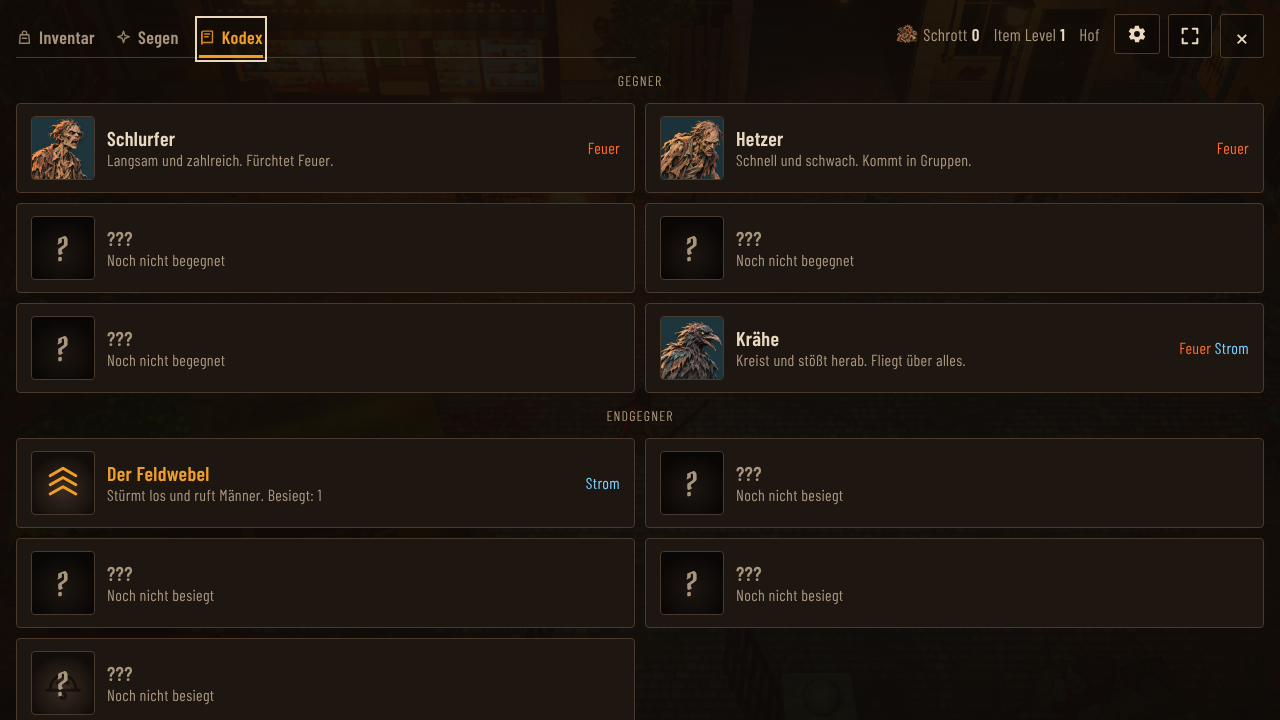 Inventar
Segen
Kodex
Schrott 0
Item Level 1
Hof
GEGNER
Schlurfer
Langsam und zahlreich. Fürchtet Feuer.
Feuer
Hetzer
Schnell und schwach. Kommt in Gruppen.
Feuer
?
???
Noch nicht begegnet
?
???
Noch nicht begegnet
?
???
Noch nicht begegnet
Krähe
Kreist und stößt herab. Fliegt über alles.
Feuer Strom
ENDGEGNER
Der Feldwebel
Stürmt los und ruft Männer. Besiegt: 1
Strom
?
???
Noch nicht besiegt
?
???
Noch nicht besiegt
?
???
Noch nicht besiegt
?
???
Noch nicht besiegt